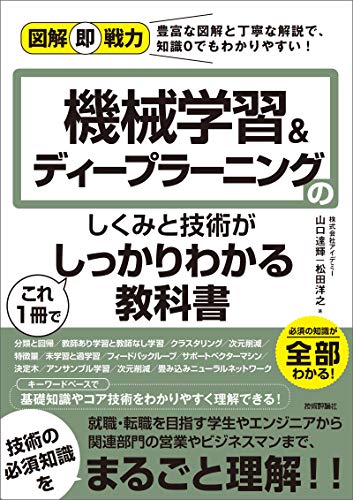 図解即戦力
豊富な図解と丁寧な解説で、
知識0でもわかりやすい!
機械学習&
ディープラーニングの
しくみと技術が
しっかりわかる
教科書
株式会社アイデミー
山口達輝 松田洋之 著
これ
1冊で
分類と回帰/教師あり学習と教師なし学習/クラスタリング/次元削減/
特徴量/未学習と過学習/フィードバックループ/サポートベクターマシン/
決定木/アンサンブル学習/次元削減/畳み込みニューラルネットワーク
キーワードベースで
基礎知識やコア技術をわかりやすく理解できる!
必須の知識が
全部
わかる!
技術評論社
技術の
必須知識を
就職・転職を目指す学生やエンジニアから
関連部門の営業やビジネスマンまで、
まるごと理解!!